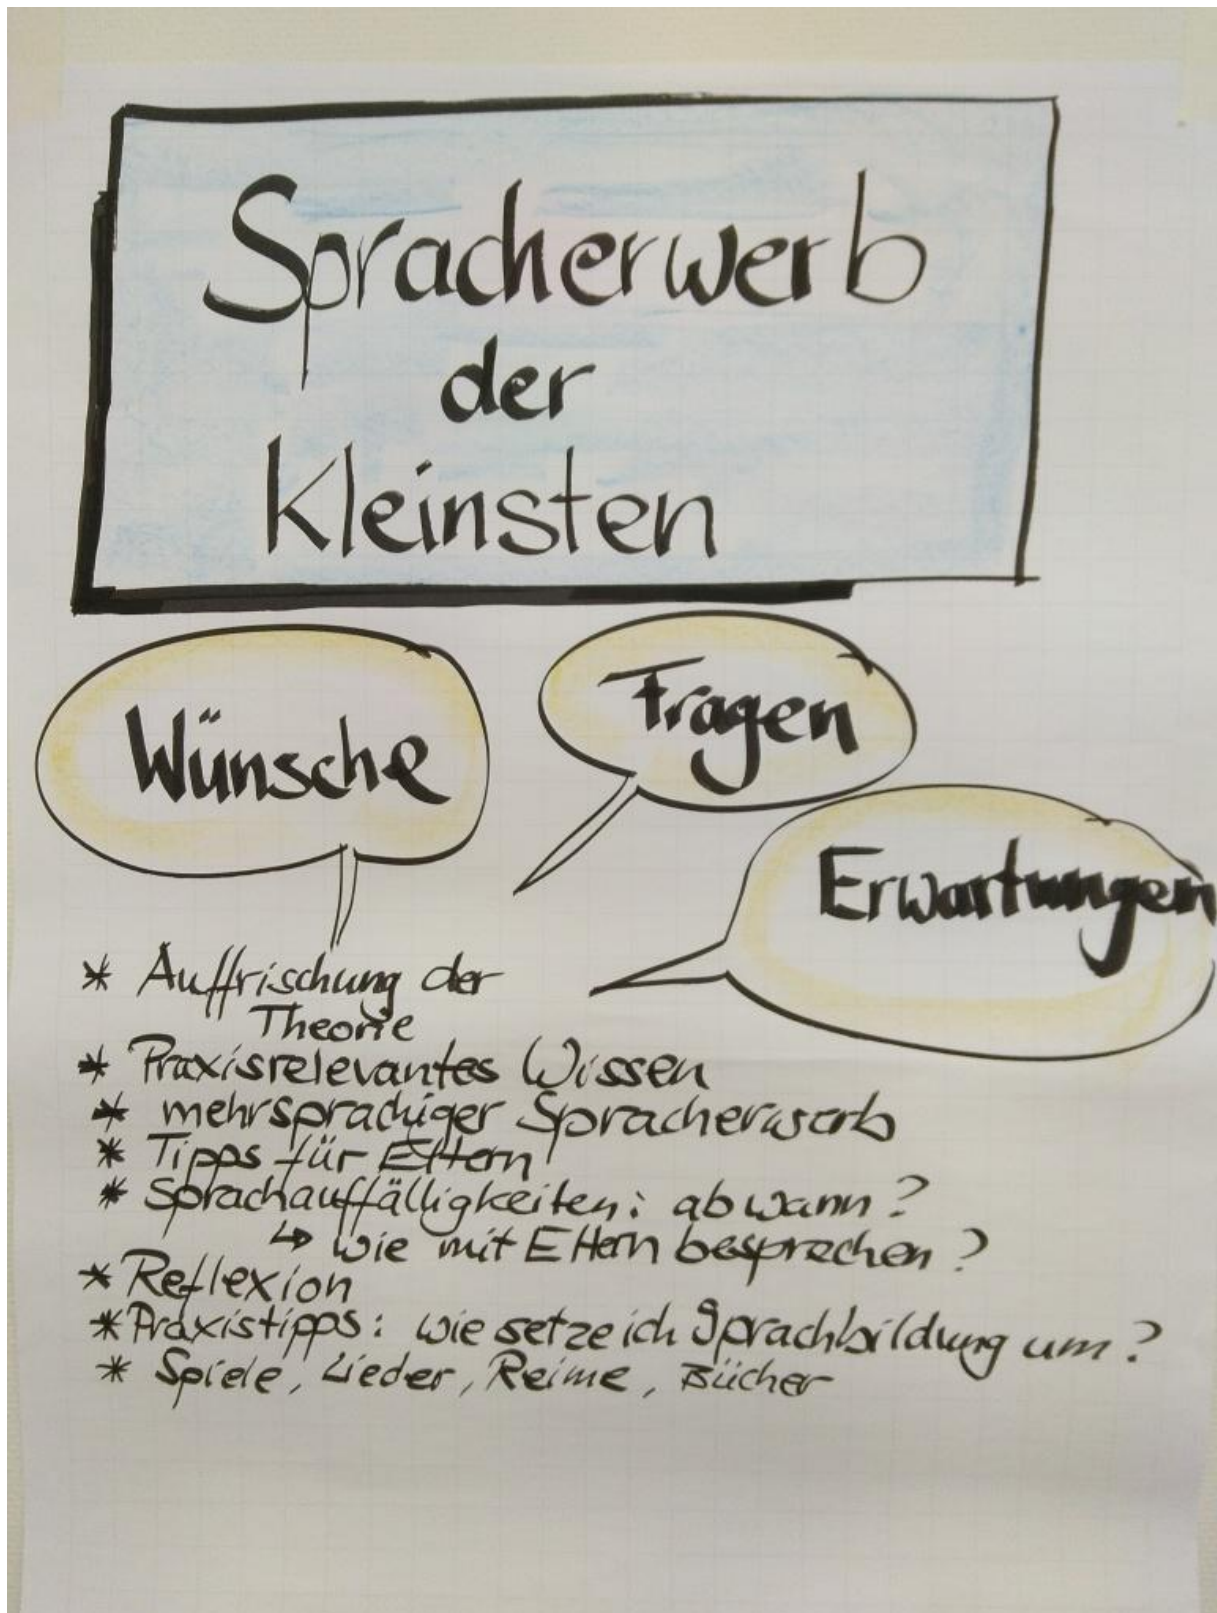 Spracherwerb
der
Kleinsten
Wünsche
Fragen
Erwartungen
* Auffrischung der
Theorie
* Praxisrelevantes Wissen
* mehrsprachiger Spracherwerb
* Tipps für Eltern
* Sprachauffälligkeiten: ab wann?
↳ wie mit Eltern besprechen?
* Reflexion
* Praxistipps: wie setze ich Sprachbildung um?
* Spiele, Lieder, Reime, Bücher